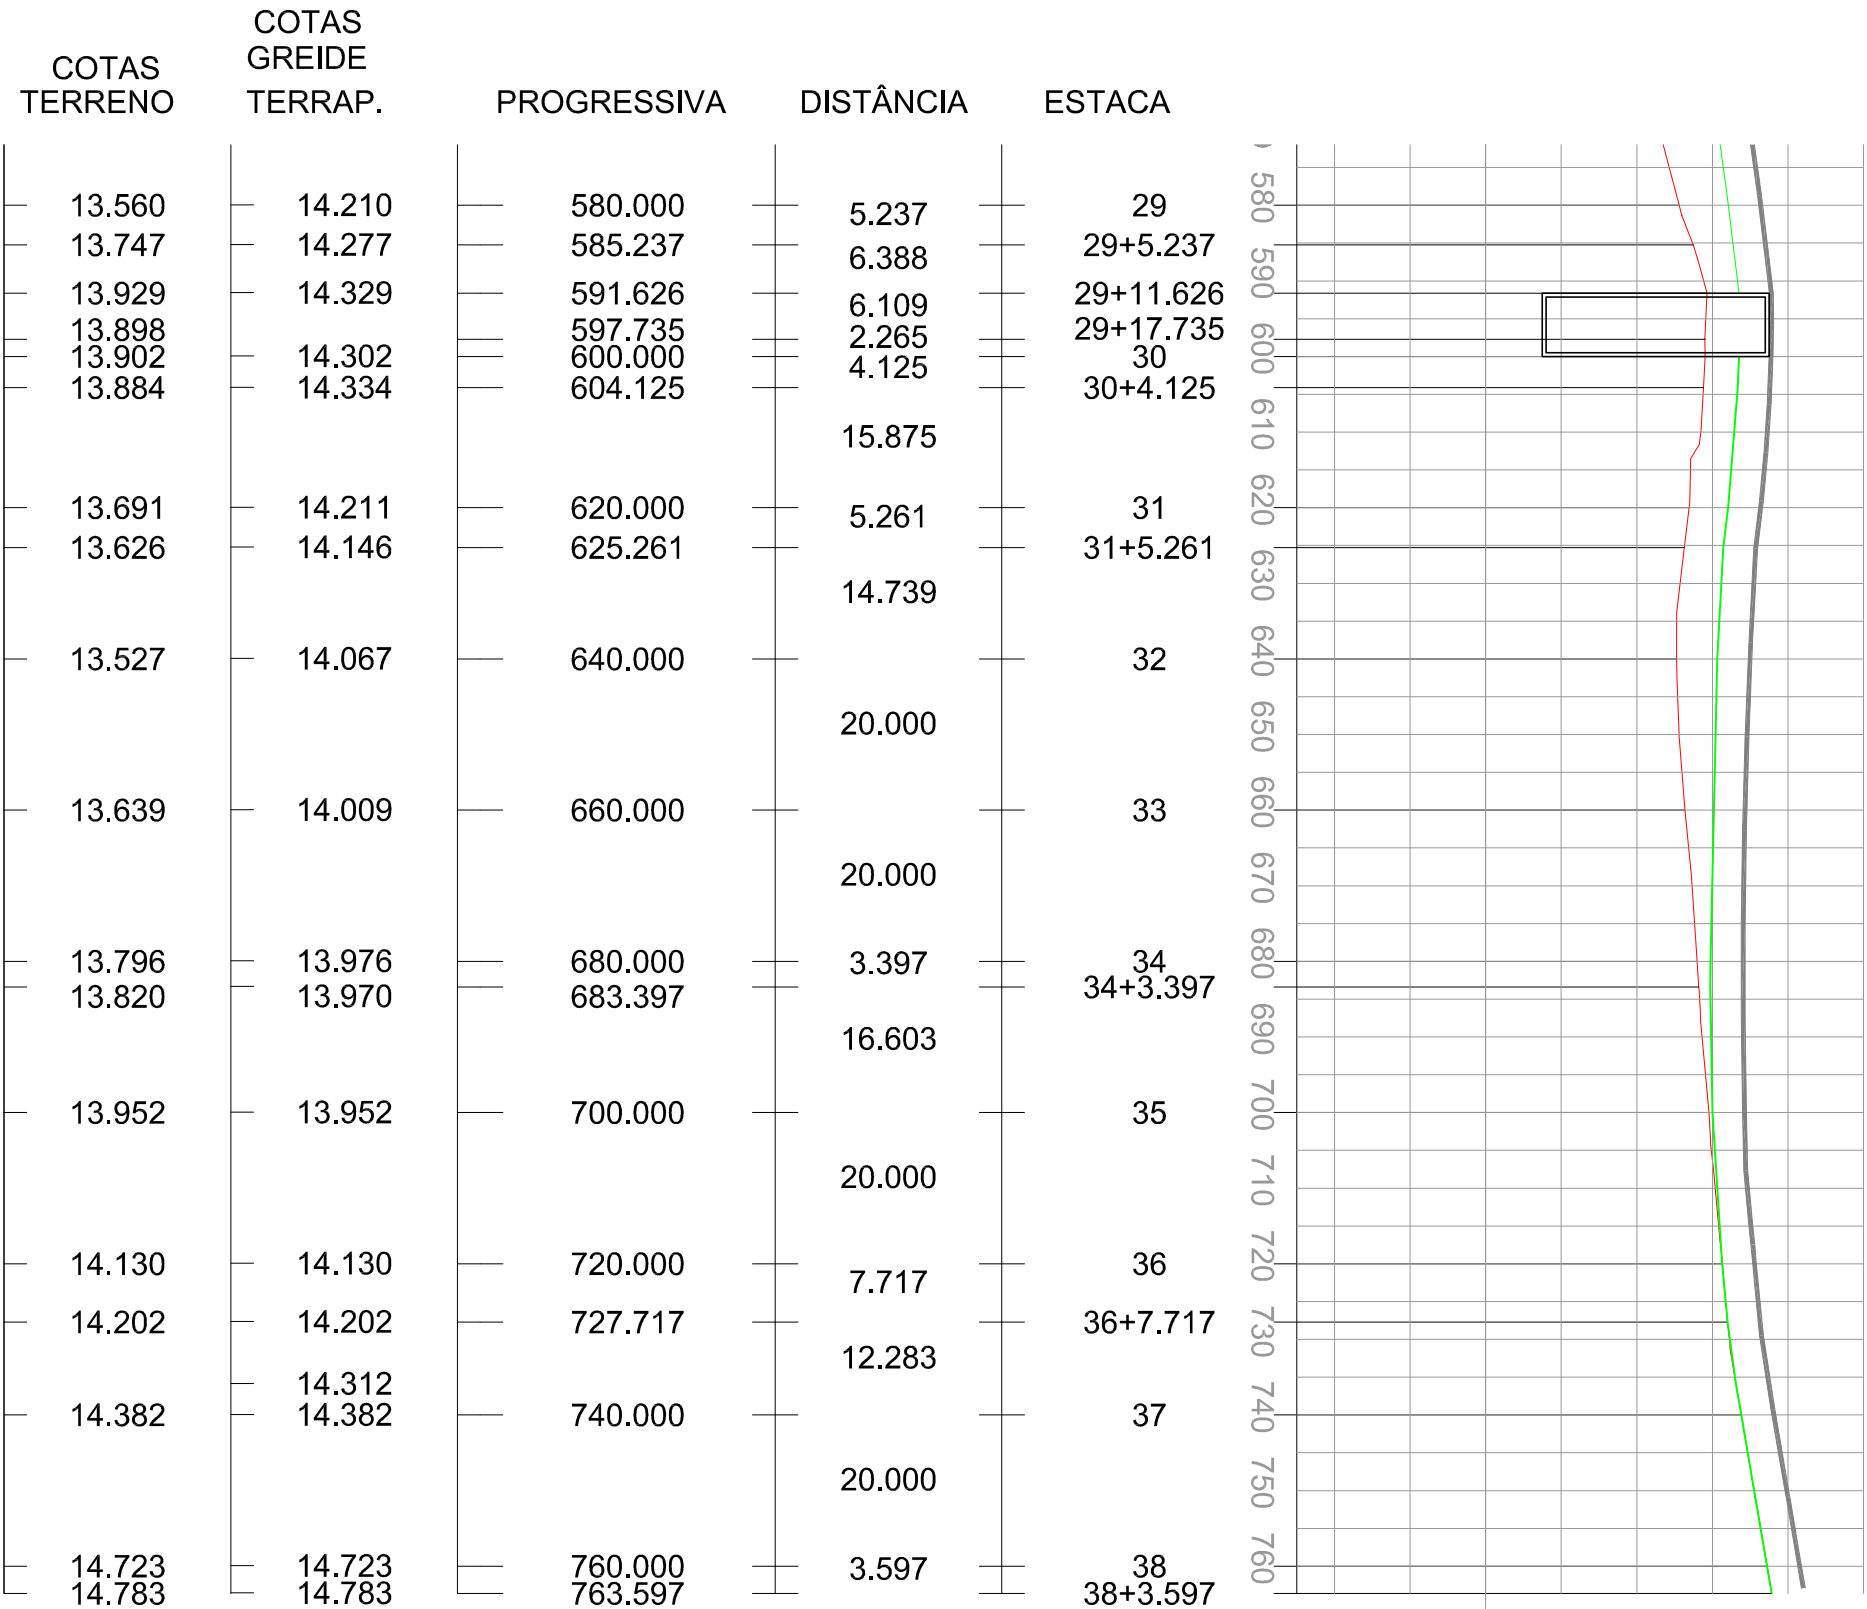 COTAS
GREIDE
COTAS
TERRENO TERRAP. PROGRESSIVA DISTÂNCIA ESTACA
13.560 14.210 580.000 5.237 29
13.747 14.277 585.237 6.388 29+5.237
13.929 14.329 591.626 6.109 29+11.626
13.898 597.735 2.265 29+17.735
13.902 14.302 600.000 4.125 30
13.884 14.334 604.125 30+4.125
15.875
13.691 14.211 620.000 5.261 31
13.626 14.146 625.261 31+5.261
14.739
13.527 14.067 640.000 32
20.000
13.639 14.009 660.000 33
20.000
13.796 13.976 680.000 3.397 34
13.820 13.970 683.397 34+3.397
16.603
13.952 13.952 700.000 35
20.000
14.130 14.130 720.000 7.717 36
14.202 14.202 727.717 36+7.717
12.283
14.312
14.382 14.382 740.000 37
20.000
14.723 14.723 760.000 3.597 38
14.783 14.783 763.597 38+3.597
580
590
600
610
620
630
640
650
660
670
680
690
700
710
720
730
740
750
760